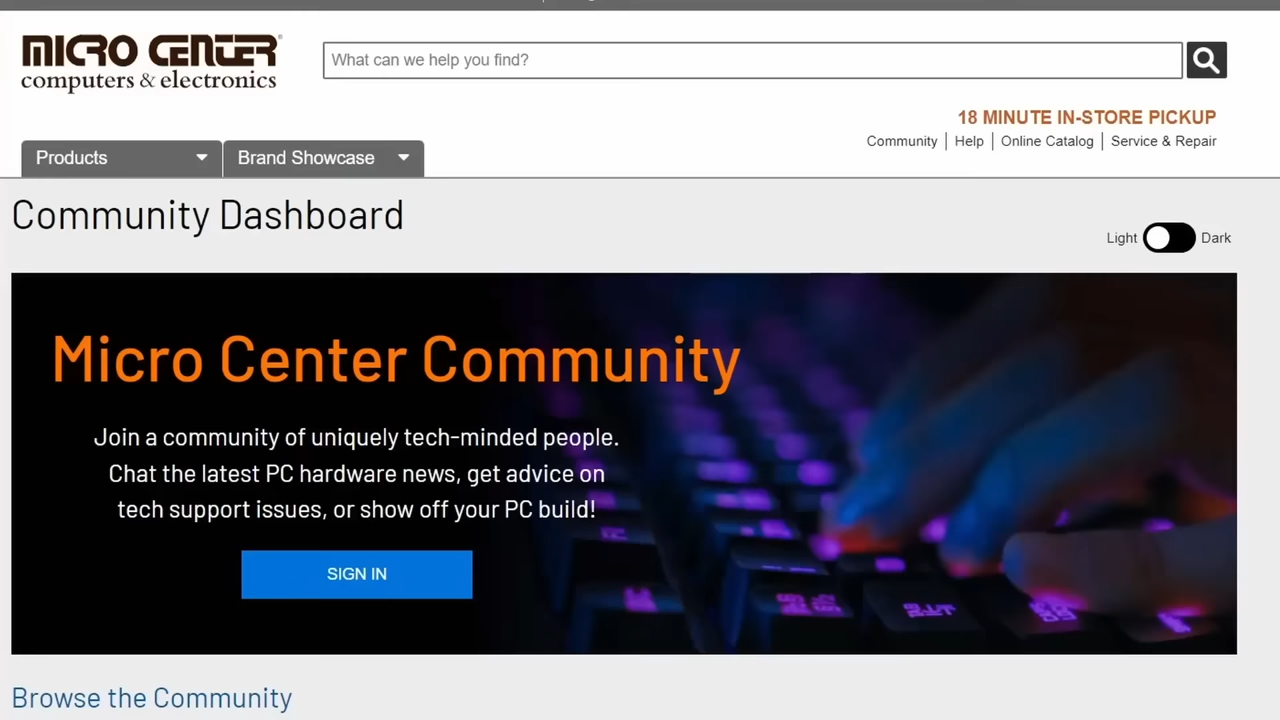 MICRO CENTER
computers & electronics
What can we help you find?
18 MINUTE IN-STORE PICKUP
Community | Help | Online Catalog | Service & Repair
Products
Brand Showcase
Community Dashboard
Light
Dark
Micro Center Community
Join a community of uniquely tech-minded people.
Chat the latest PC hardware news, get advice on
tech support issues, or show off your PC build!
SIGN IN
Browse the Community